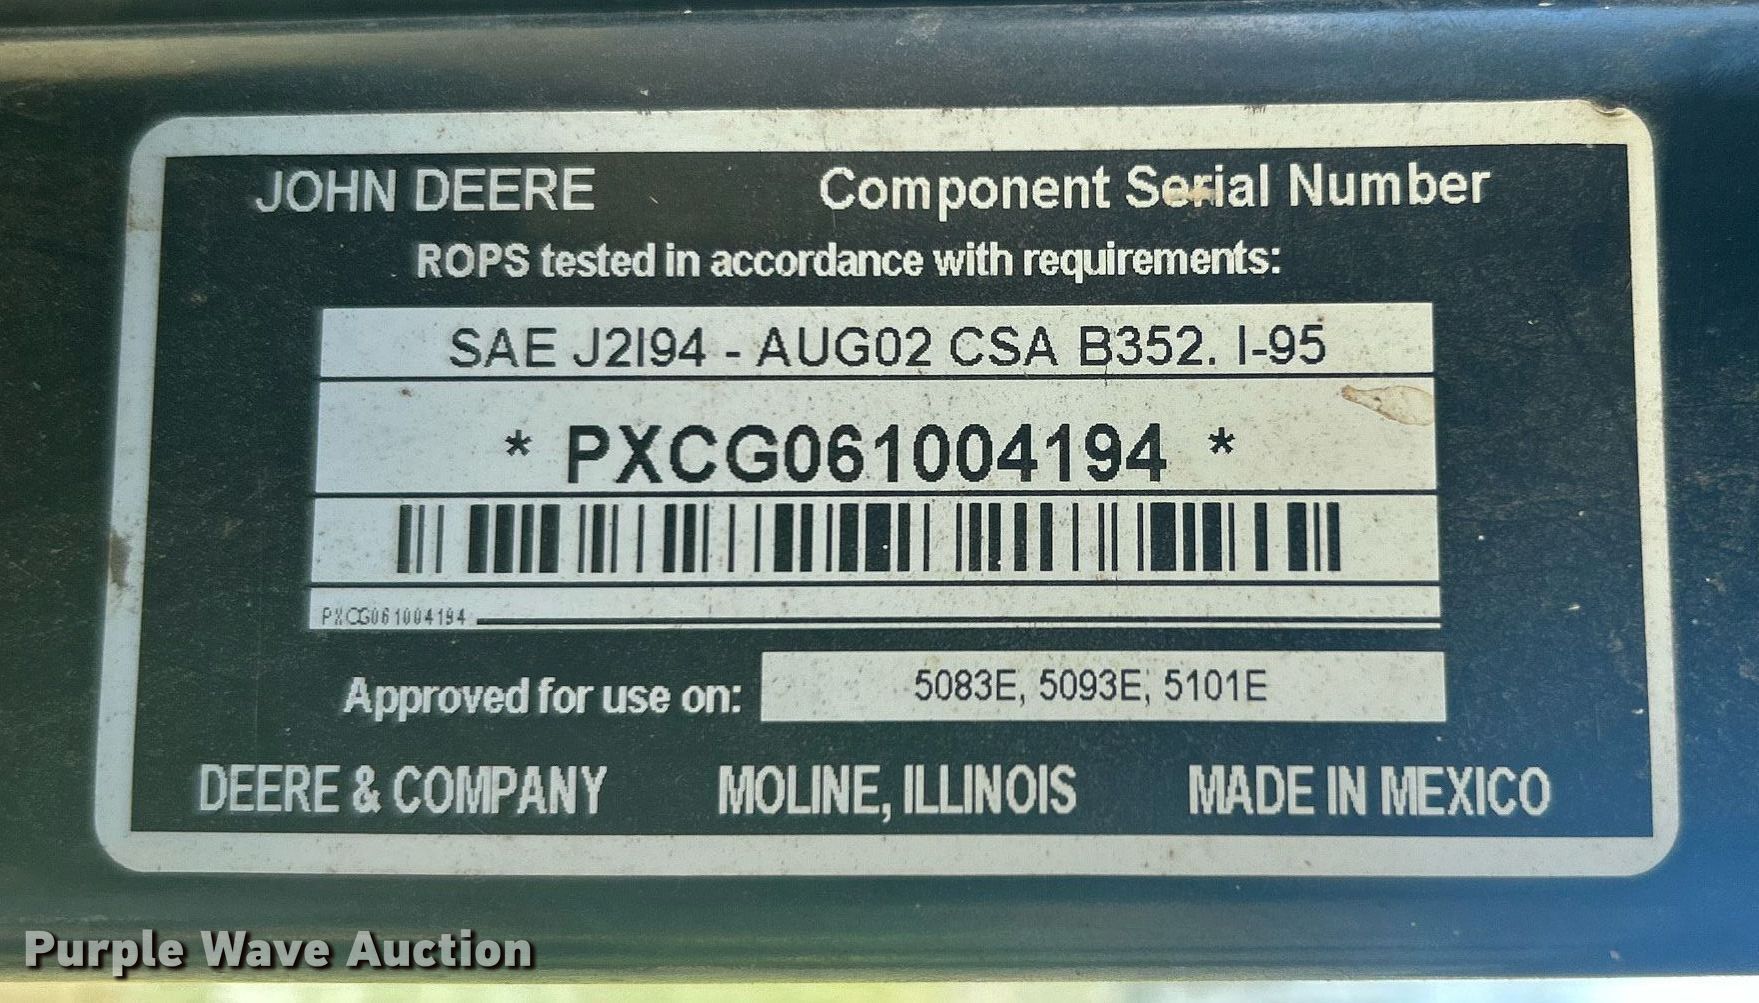 JOHN DEERE Component Serial Number
ROPS tested in accordance with requirements:
SAE J2I94 - AUG02 CSA B352. I-95
* PXCG061004194 *
PXCG061004194
Approved for use on: 5083E, 5093E, 5101E
DEERE & COMPANY MOLINE, ILLINOIS MADE IN MEXICO
Purple Wave Auction